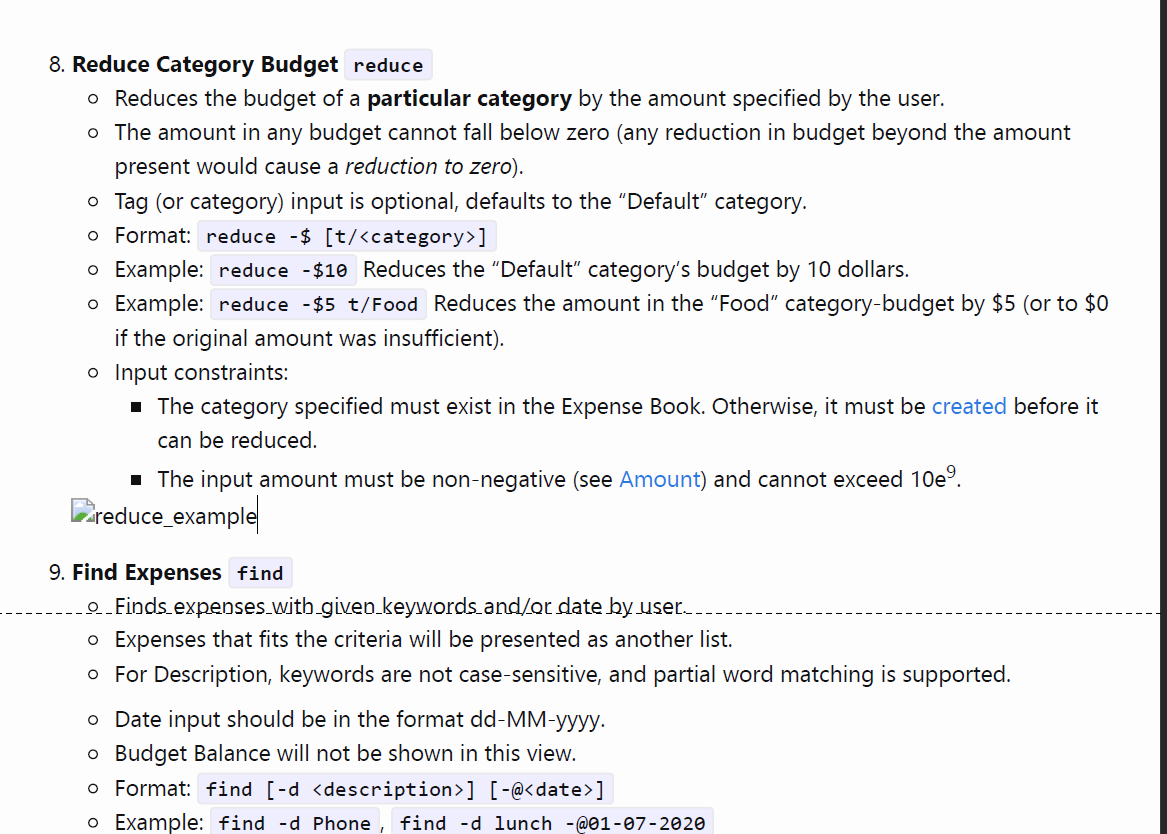 8. Reduce Category Budget reduce
○ Reduces the budget of a particular category by the amount specified by the user.
○ The amount in any budget cannot fall below zero (any reduction in budget beyond the amount
present would cause a reduction to zero).
○ Tag (or category) input is optional, defaults to the “Default” category.
○ Format: reduce -$ [t/<category>]
○ Example: reduce -$10 Reduces the “Default” category’s budget by 10 dollars.
○ Example: reduce -$5 t/Food Reduces the amount in the “Food” category-budget by $5 (or to $0
if the original amount was insufficient).
○ Input constraints:
■ The category specified must exist in the Expense Book. Otherwise, it must be created before it
can be reduced.
■ The input amount must be non-negative (see Amount) and cannot exceed 10e⁹.
reduce_example
9. Find Expenses find
○ Finds expenses with given keywords and/or date by user.
○ Expenses that fits the criteria will be presented as another list.
○ For Description, keywords are not case-sensitive, and partial word matching is supported.
○ Date input should be in the format dd-MM-yyyy.
○ Budget Balance will not be shown in this view.
○ Format: find [-d <description>] [-@<date>]
○ Example: find -d Phone , find -d lunch -@01-07-2020